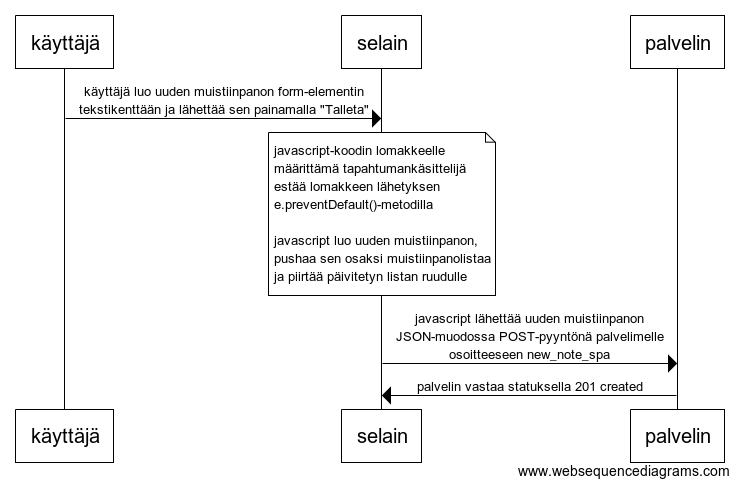 käyttäjä
selain
palvelin
käyttäjä luo uuden muistiinpanon form-elementin
tekstikenttään ja lähettää sen painamalla "Talleta"
javascript-koodin lomakkeelle
määrittämä tapahtumankäsittelijä
estää lomakkeen lähetyksen
e.preventDefault()-metodilla
javascript luo uuden muistiinpanon,
pushaa sen osaksi muistiinpanolistaa
ja piirtää päivitetyn listan ruudulle
javascript lähettää uuden muistiinpanon
JSON-muodossa POST-pyyntönä palvelimelle
osoitteeseen new_note_spa
palvelin vastaa statuksella 201 created
käyttäjä
selain
palvelin
www.websequencediagrams.com